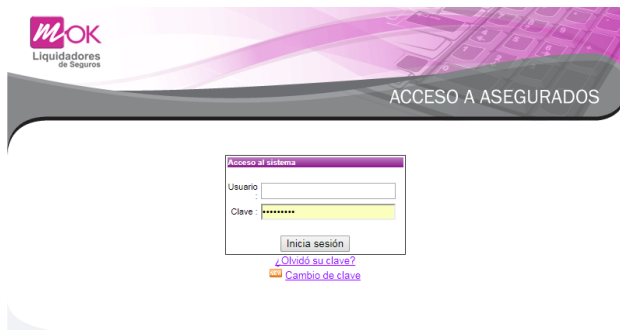 mOK
Liquidadores
de Seguros
ACCESO A ASEGURADOS
Acceso al sistema
Usuario
:
Clave : •••••••••
Inicia sesión
¿Olvidó su clave?
Cambio de clave